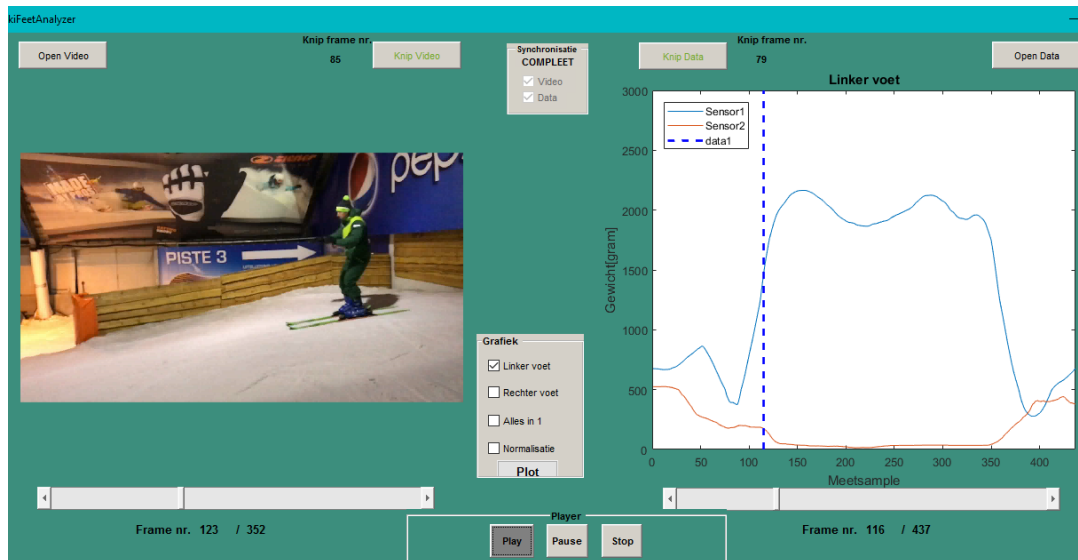 kiFeetAnalyzer
Open Video
Knip frame nr.
85
Knip Video
Synchronisatie
COMPLEET
Video
Data
Knip Data
Knip frame nr.
79
Open Data
PISTE 3
pep
Grafiek
Linker voet
Rechter voet
Alles in 1
Normalisatie
Plot
Linker voet
Sensor1
Sensor2
data1
Gewicht[gram]
3000
2500
2000
1500
1000
500
0
0 50 100 150 200 250 300 350 400
Meetsample
Frame nr. 123 / 352
Player
Play Pause Stop
Frame nr. 116 / 437